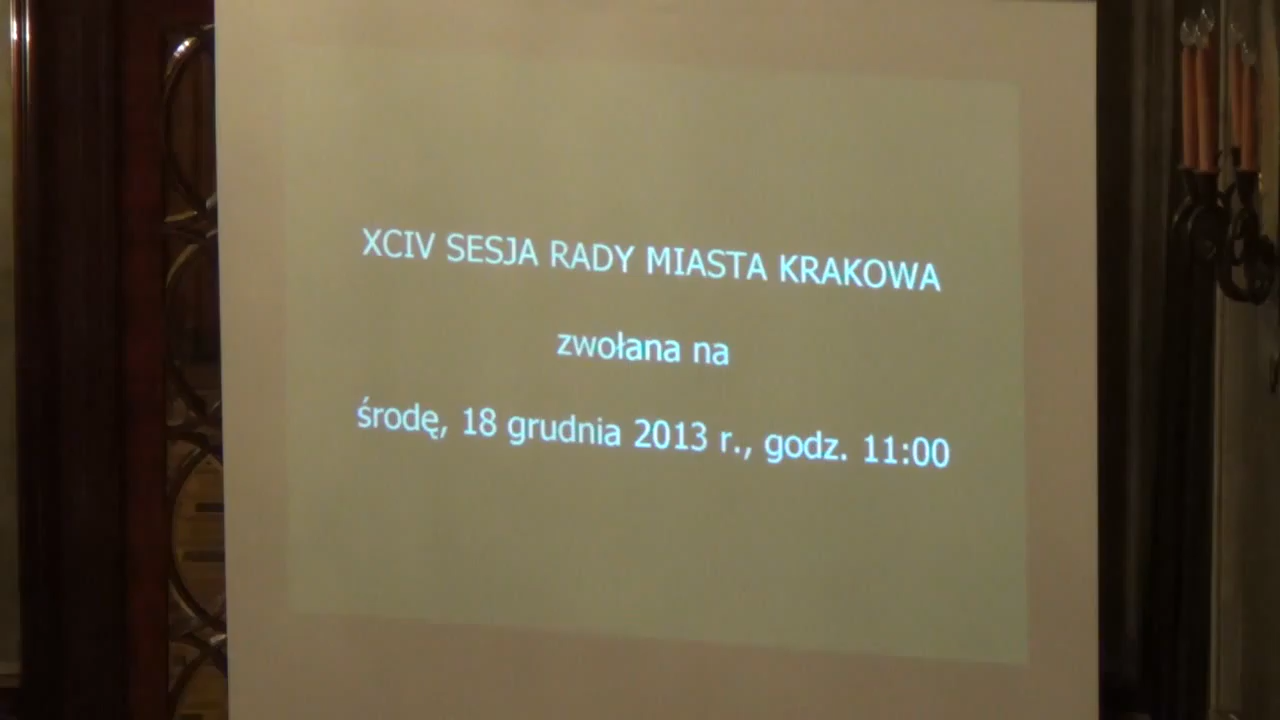 XCIV SESJA RADY MIASTA KRAKOWA
zwołana na
środę, 18 grudnia 2013 r., godz. 11:00